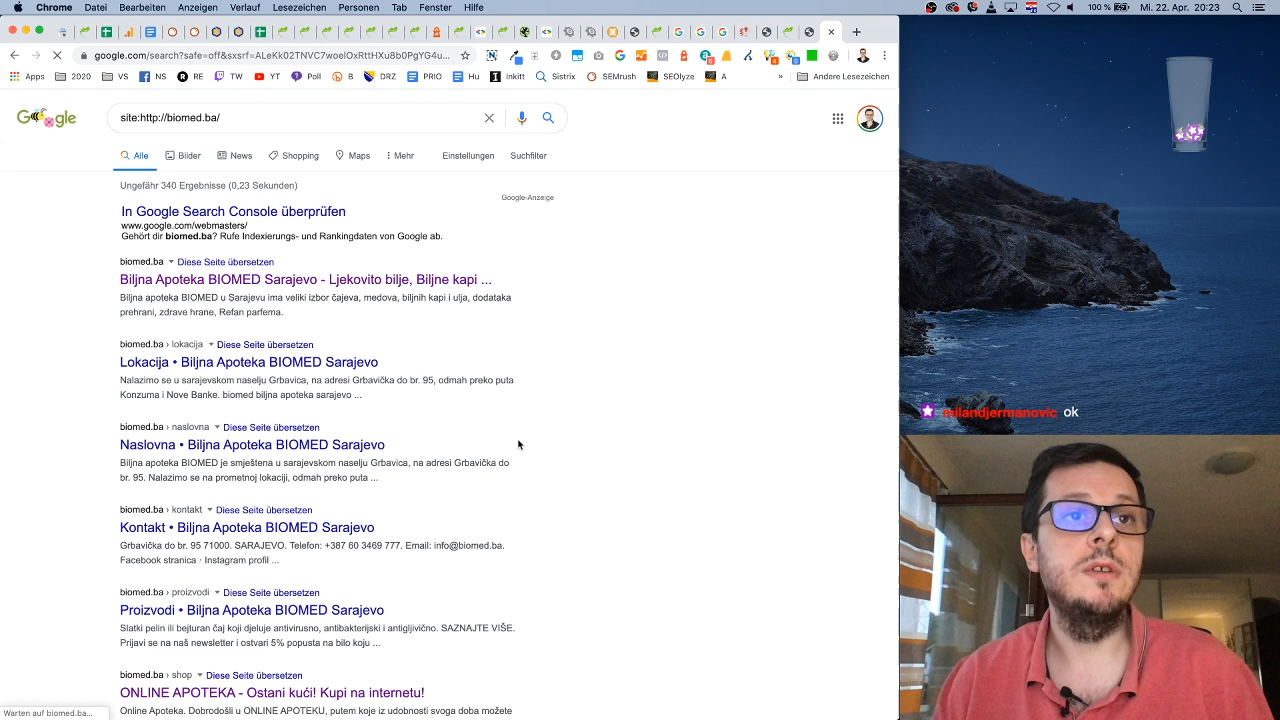 Chrome Datei Bearbeiten Anzeigen Verlauf Lesezeichen Personen Tab Fenster Hilfe
100 % Mi. 22. Apr. 20:23
google.com/search?safe=off&sxsrf=ALeKk02TNVC7woelOxRttHXu8b0PgYG4u...
Apps 2020 VS NS RE TW YT Poll B DRZ PRIO Hu Inkitt Sistrix SEMrush SEOlyze A » Andere Lesezeichen
Google
site:http://biomed.ba/
Alle Bilder News Shopping Maps Mehr Einstellungen Suchfilter
Ungefähr 340 Ergebnisse (0,23 Sekunden)
Google-Anzeige
In Google Search Console überprüfen
www.google.com/webmasters/
Gehört dir biomed.ba? Rufe Indexierungs- und Rankingdaten von Google ab.
biomed.ba Diese Seite übersetzen
Biljna Apoteka BIOMED Sarajevo - Ljekovito bilje, Biljne kapi ...
Biljna apoteka BIOMED u Sarajevu ima veliki izbor čajeva, medova, biljnih kapi i ulja, dodataka
prehrani, zdrave hrane, Refan parfema.
biomed.ba › lokacija Diese Seite übersetzen
Lokacija • Biljna Apoteka BIOMED Sarajevo
Nalazimo se u sarajevskom naselju Grbavica, na adresi Grbavička do br. 95, odmah preko puta
Konzuma i Nove Banke. biomed biljna apoteka sarajevo ...
biomed.ba › naslovna Diese Seite übersetzen
Naslovna • Biljna Apoteka BIOMED Sarajevo
Biljna apoteka BIOMED je smještena u sarajevskom naselju Grbavica, na adresi Grbavička do
br. 95. Nalazimo se na prometnoj lokaciji, odmah preko puta ...
biomed.ba › kontakt Diese Seite übersetzen
Kontakt • Biljna Apoteka BIOMED Sarajevo
Grbavička do br. 95 71000. SARAJEVO. Telefon: +387 60 3469 777. Email: info@biomed.ba.
Facebook stranica · Instagram profil ...
biomed.ba › proizvodi Diese Seite übersetzen
Proizvodi • Biljna Apoteka BIOMED Sarajevo
Slatki pelin ili bejturan čaj koji djeluje antivirusno, antibakterijski i antigljivično. SAZNAJTE VIŠE.
Prijavi se na naš newsletter i ostvari 5% popusta na bilo koju ...
biomed.ba › shop Diese Seite übersetzen
ONLINE APOTEKA - Ostani kući! Kupi na internetu!
Online Apoteka. Dobrodošli u ONLINE APOTEKU, putem koje iz udobnosti svoga doba možete
Warten auf biomed.ba...
milandjermanovic ok